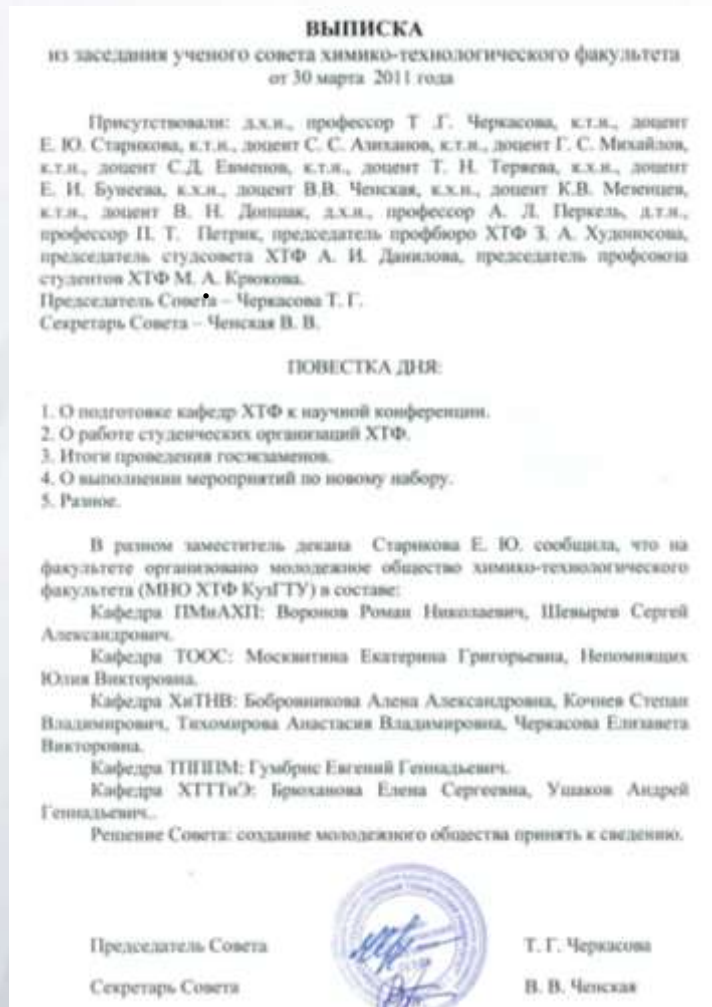 ВЫПИСКА
из заседания ученого совета химико-технологического факультета
от 30 марта 2011 года
Присутствовали: д.х.н., профессор Т .Г. Черкасова, к.т.н., доцент
Е. Ю. Старикова, к.т.н., доцент С. С. Азиханов, к.т.н., доцент Г. С. Михайлов,
к.т.н., доцент С.Д. Евменов, к.т.н., доцент Т. Н. Теряева, к.х.н., доцент
Е. И. Бунеева, к.х.н., доцент В.В. Ченская, к.х.н., доцент К.В. Мезенцев,
к.т.н., доцент В. Н. Допшак, д.х.н., профессор А. Л. Перкель, д.т.н.,
профессор П. Т. Петрик, председатель профбюро ХТФ З. А. Худоносова,
председатель студсовета ХТФ А. И. Данилова, председатель профсоюза
студентов ХТФ М. А. Крюкова.
Председатель Совета – Черкасова Т. Г.
Секретарь Совета – Ченская В. В.
ПОВЕСТКА ДНЯ:
1. О подготовке кафедр ХТФ к научной конференции.
2. О работе студенческих организаций ХТФ.
3. Итоги проведения госэкзаменов.
4. О выполнении мероприятий по новому набору.
5. Разное.
В разном заместитель декана Старикова Е. Ю. сообщила, что на
факультете организовано молодежное общество химико-технологического
факультета (МНО ХТФ КузГТУ) в составе:
Кафедра ПМиАХП: Воронов Роман Николаевич, Шевырев Сергей
Александрович.
Кафедра ТООС: Москвитина Екатерина Григорьевна, Непомнящих
Юлия Викторовна.
Кафедра ХиТНВ: Бобровникова Алена Александровна, Кочнев Степан
Владимирович, Тихомирова Анастасия Владимировна, Черкасова Елизавета
Викторовна.
Кафедра ТПППМ: Гумбрис Евгений Геннадьевич.
Кафедра ХТТТиЭ: Брюханова Елена Сергеевна, Ушаков Андрей
Геннадьевич..
Решение Совета: создание молодежного общества принять к сведению.
Председатель Совета Т. Г. Черкасова
Секретарь Совета В. В. Ченская